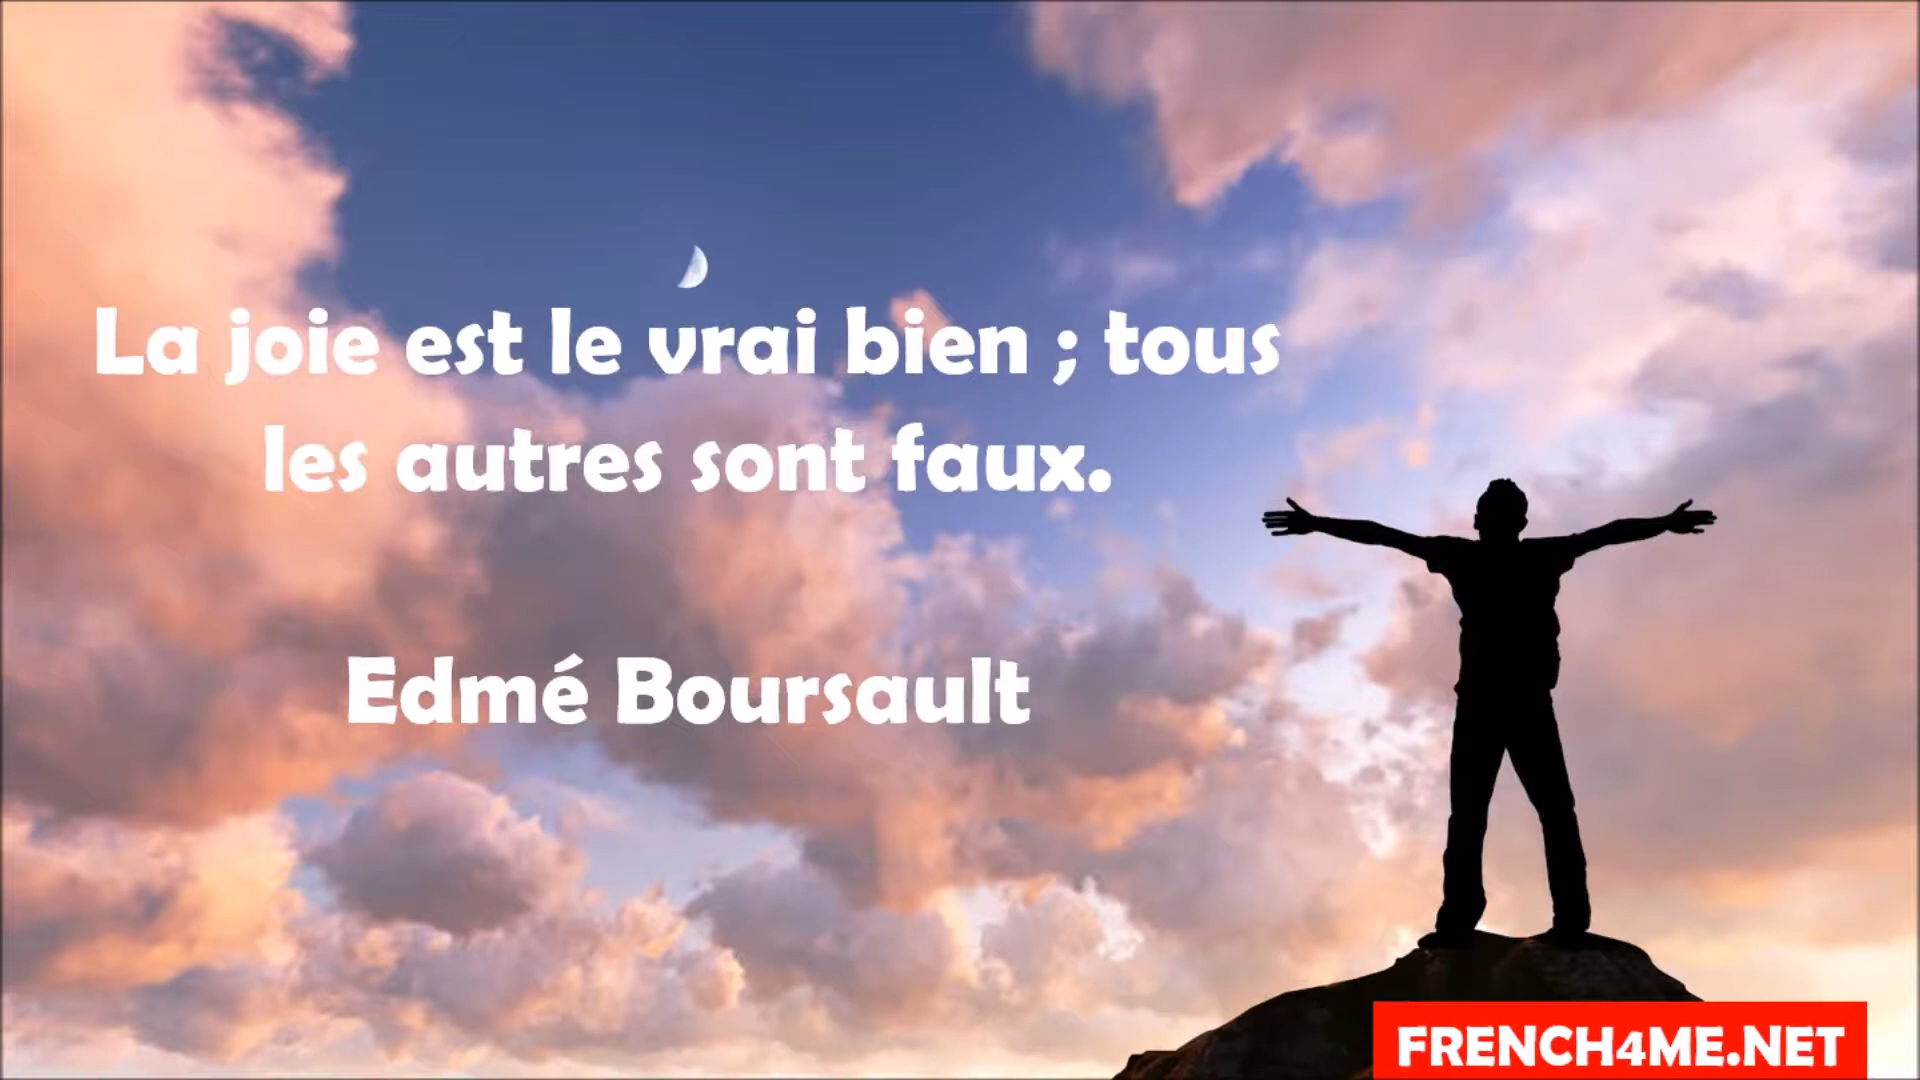 La joie est le vrai bien ; tous
les autres sont faux.
Edmé Boursault
FRENCH4ME.NET